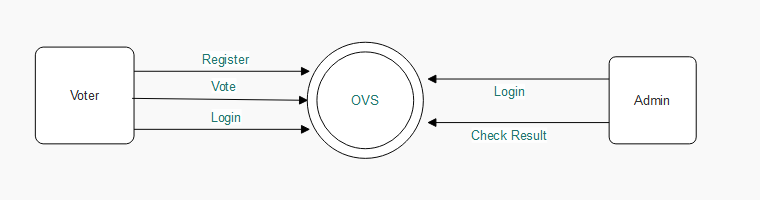 Register
Vote
Voter
Login
OVS
Login
Admin
Check Result